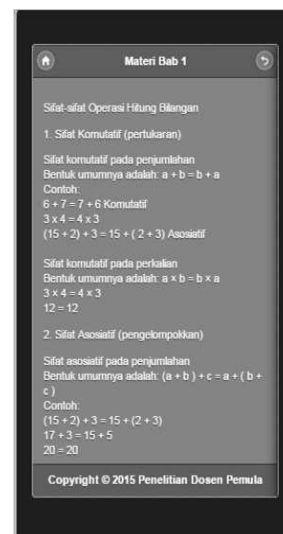 Materi Bab 1
Sifat-sifat Operasi Hitung Bilangan
1. Sifat Komutatif (pertukaran)
Sifat komutatif pada penjumlahan
Bentuk umumnya adalah: a + b = b + a
Contoh:
6 + 7 = 7 + 6 Komutatif
3 x 4 = 4 x 3
(15 + 2) + 3 = 15 + ( 2 + 3) Asosiatif
Sifat komutatif pada perkalian
Bentuk umumnya adalah: a × b = b × a
3 × 4 = 4 x 3
12 = 12
2. Sifat Asosiatif (pengelompokkan)
Sifat asosiatif pada penjumlahan
Bentuk umumnya adalah: (a + b ) + c = a + ( b +
c )
Contoh:
(15 + 2) + 3 = 15 + (2 + 3)
17 + 3 = 15 + 5
20 = 20
Copyright © 2015 Penelitian Dosen Pemula